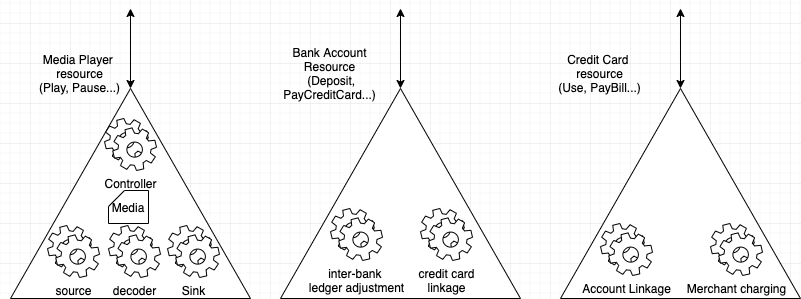 Media Player
resource
(Play, Pause...)
Controller
Media
source
decoder
Sink
Bank Account
Resource
(Deposit,
PayCreditCard...)
inter-bank
ledger adjustment
credit card
linkage
Credit Card
resource
(Use, PayBill...)
Account Linkage
Merchant charging